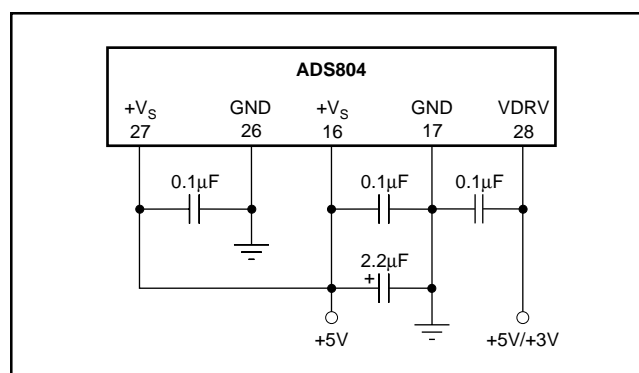 ADS804
+VS GND +VS GND VDRV
27 26 16 17 28
0.1µF 0.1µF 0.1µF
2.2µF
+
+5V +5V/+3V